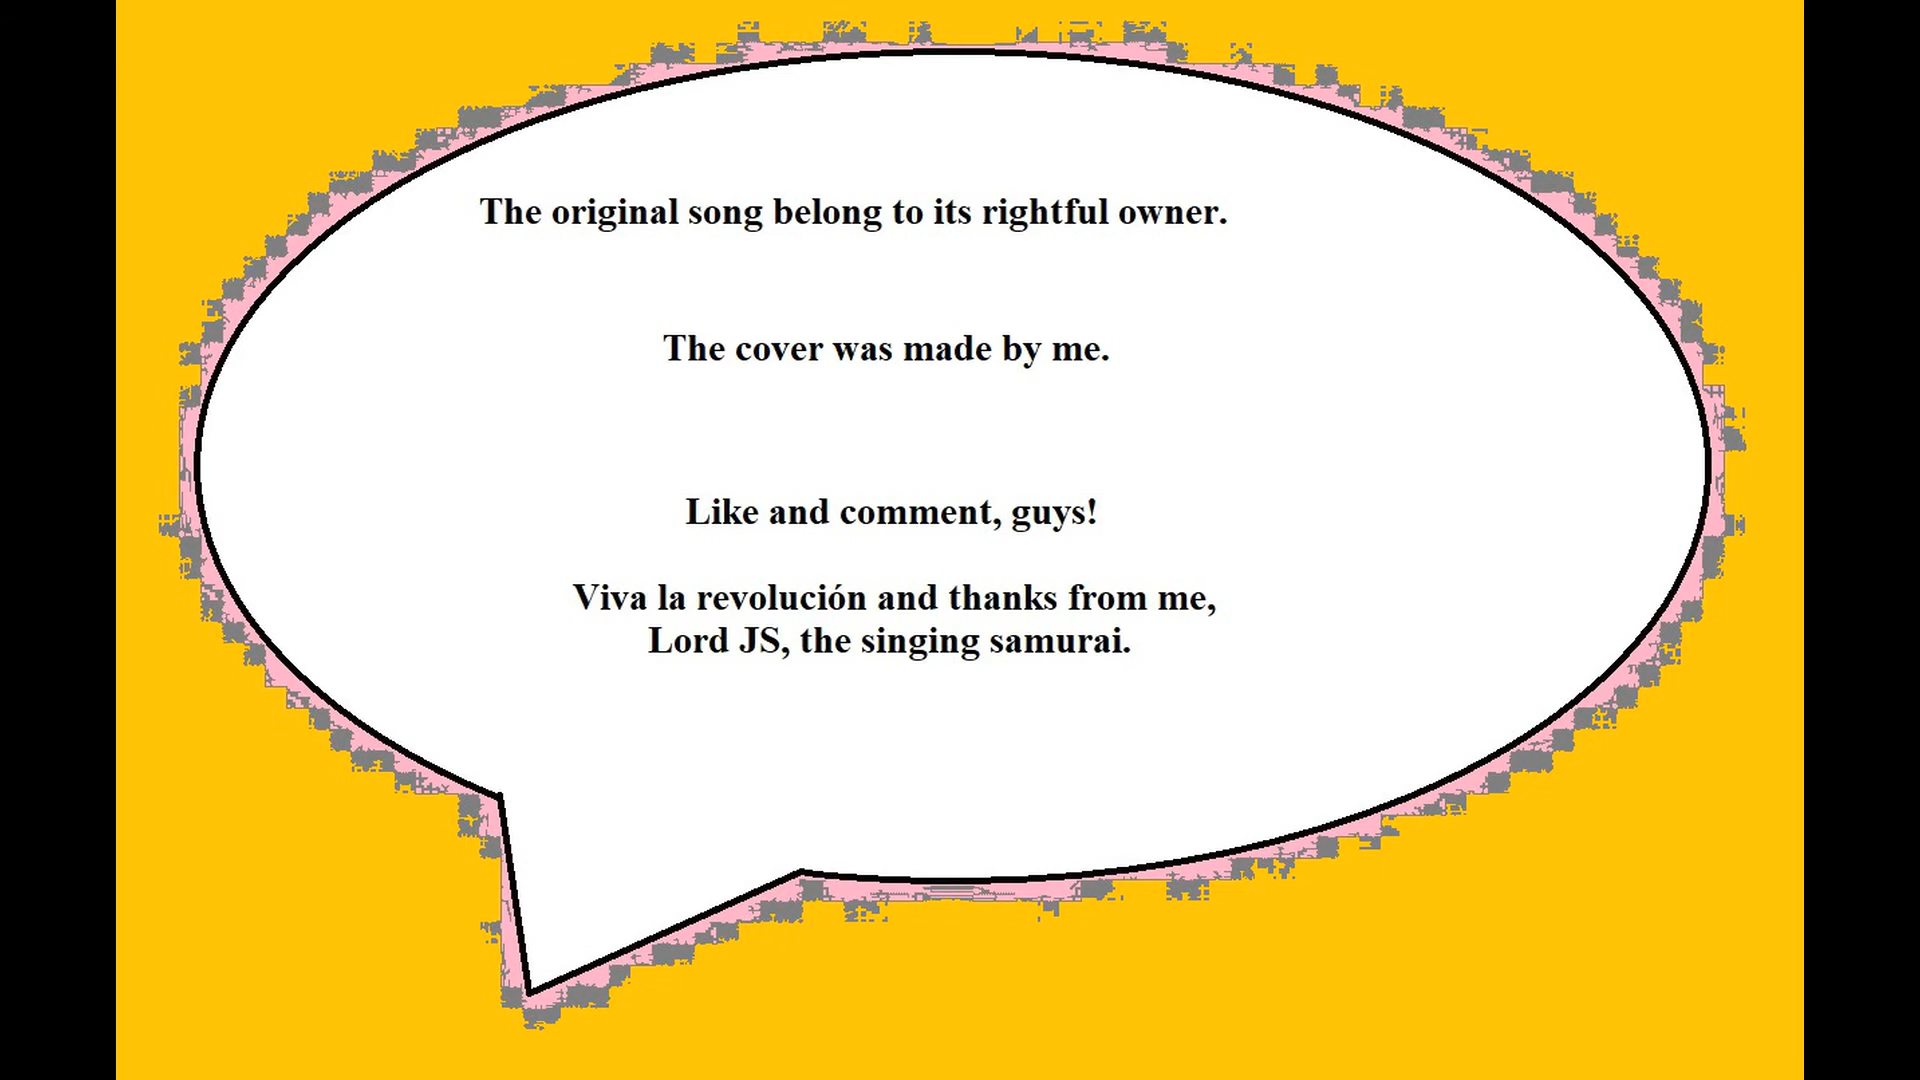 The original song belong to its rightful owner.
The cover was made by me.
Like and comment, guys!
Viva la revolución and thanks from me,
Lord JS, the singing samurai.